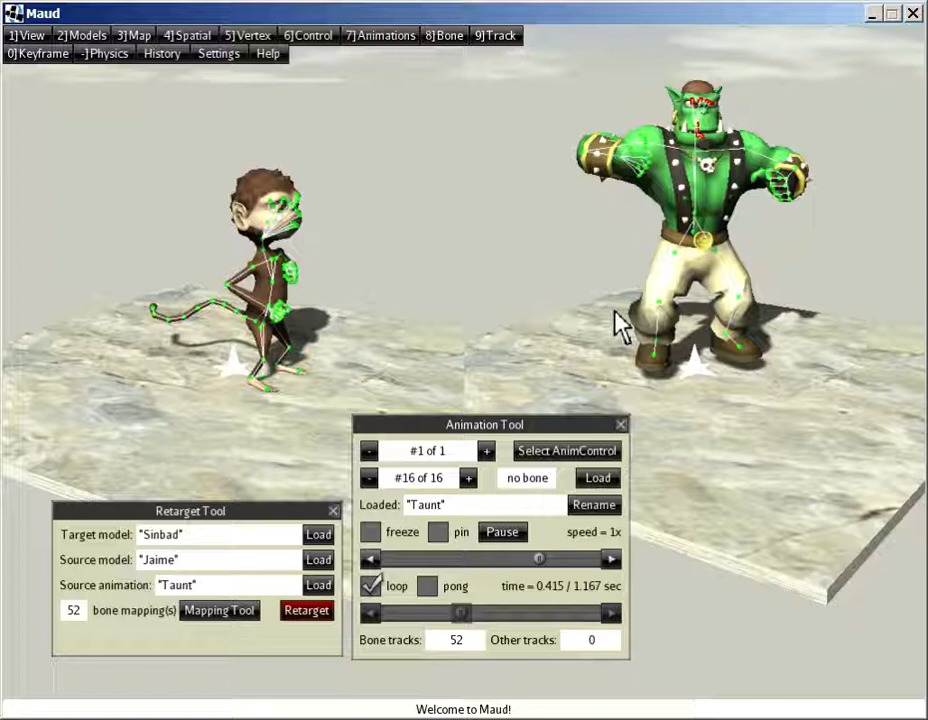 Maud
1]View 2]Models 3]Map 4]Spatial 5]Vertex 6]Control 7]Animations 8]Bone 9]Track
0]Keyframe -]Physics History Settings Help
Animation Tool
- #1 of 1 + Select AnimControl
- #16 of 16 + no bone Load
Loaded: "Taunt" Rename
freeze pin Pause speed = 1x
loop pong time = 0.415 / 1.167 sec
Bone tracks: 52 Other tracks: 0
Retarget Tool
Target model: "Sinbad" Load
Source model: "Jaime" Load
Source animation: "Taunt" Load
52 bone mapping(s) Mapping Tool Retarget
Welcome to Maud!